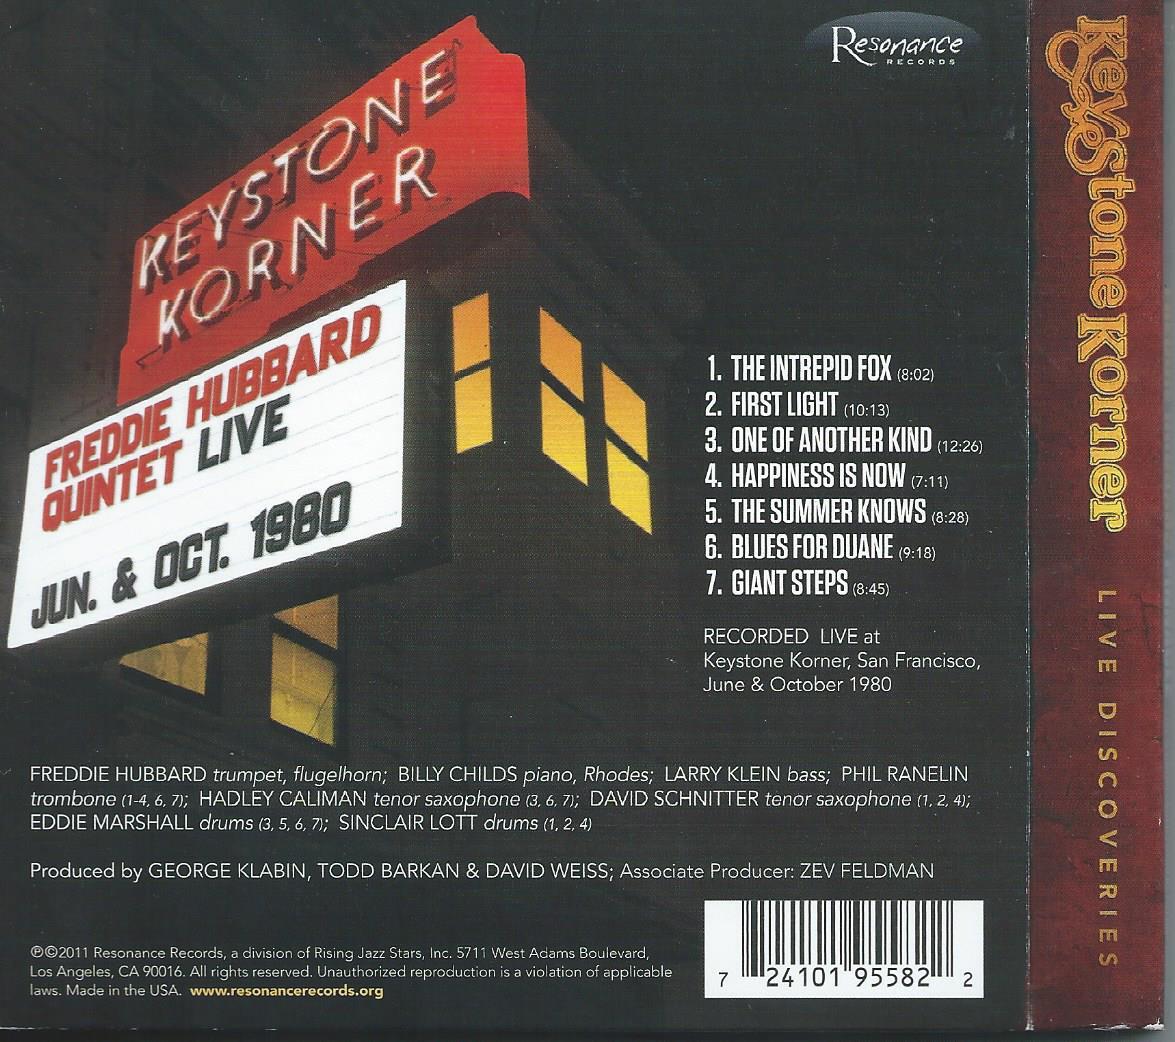 Resonance
RECORDS
KEYSTONE
KORNER
FREDDIE HUBBARD
QUINTET LIVE
JUN. & OCT. 1980
1. THE INTREPID FOX (8:02)
2. FIRST LIGHT (10:13)
3. ONE OF ANOTHER KIND (12:26)
4. HAPPINESS IS NOW (7:11)
5. THE SUMMER KNOWS (8:28)
6. BLUES FOR DUANE (9:18)
7. GIANT STEPS (8:45)
RECORDED LIVE at
Keystone Korner, San Francisco,
June & October 1980
FREDDIE HUBBARD trumpet, flugelhorn; BILLY CHILDS piano, Rhodes; LARRY KLEIN bass; PHIL RANELIN
trombone (1-4, 6, 7); HADLEY CALIMAN tenor saxophone (3, 6, 7); DAVID SCHNITTER tenor saxophone (1, 2, 4);
EDDIE MARSHALL drums (3, 5, 6, 7); SINCLAIR LOTT drums (1, 2, 4)
Produced by GEORGE KLABIN, TODD BARKAN & DAVID WEISS; Associate Producer: ZEV FELDMAN
℗©2011 Resonance Records, a division of Rising Jazz Stars, Inc. 5711 West Adams Boulevard,
Los Angeles, CA 90016. All rights reserved. Unauthorized reproduction is a violation of applicable
laws. Made in the USA. www.resonancerecords.org
7 24101 95582 2
Keystone Korner
LIVE DISCOVERIES